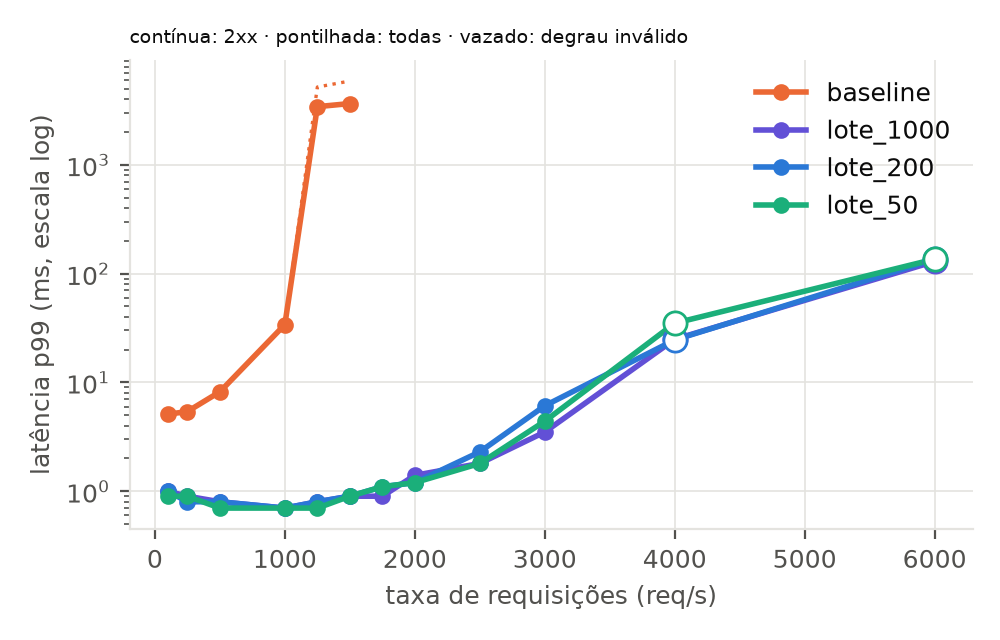 contínua: 2xx · pontilhada: todas · vazado: degrau inválido
baseline
lote_1000
lote_200
lote_50
latência p99 (ms, escala log)
10³
10²
10¹
10⁰
0 1000 2000 3000 4000 5000 6000
taxa de requisições (req/s)